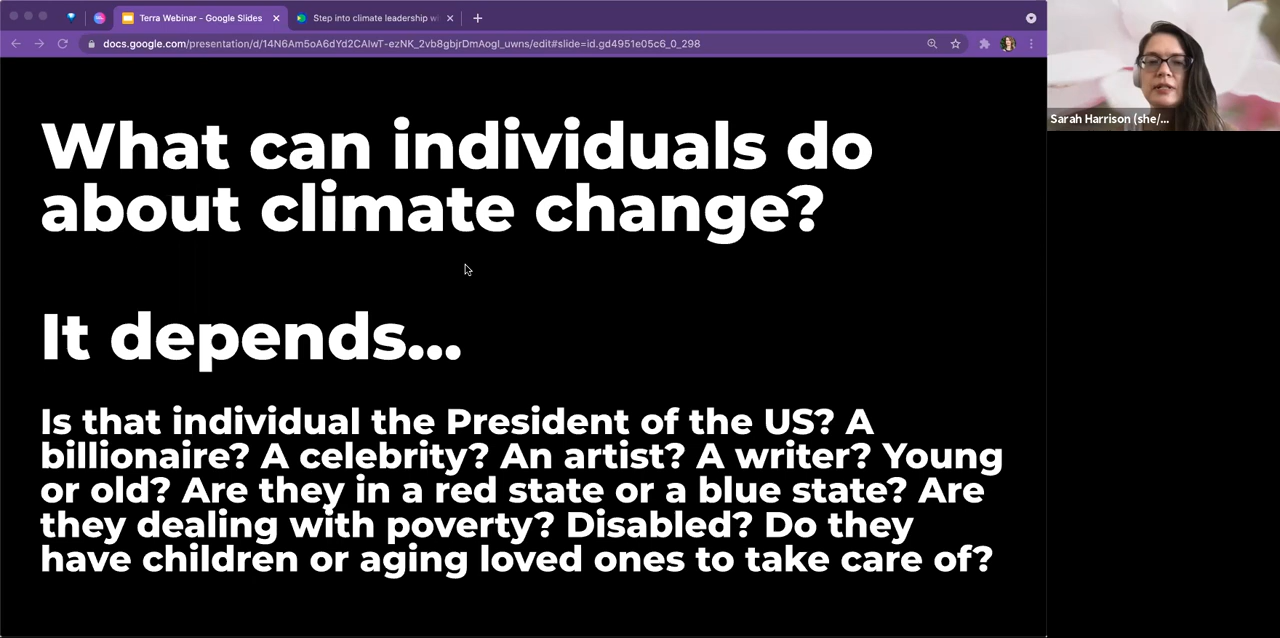 Terra Webinar - Google Slides
Step into climate leadership w
docs.google.com/presentation/d/14N6Am5oA6dYd2CAlwT-ezNK_2vb8gbjrDmAogI_uwns/edit#slide=id.gd4951e05c6_0_298
What can individuals do
about climate change?
It depends...
Is that individual the President of the US? A
billionaire? A celebrity? An artist? A writer? Young
or old? Are they in a red state or a blue state? Are
they dealing with poverty? Disabled? Do they
have children or aging loved ones to take care of?
Sarah Harrison (she/...